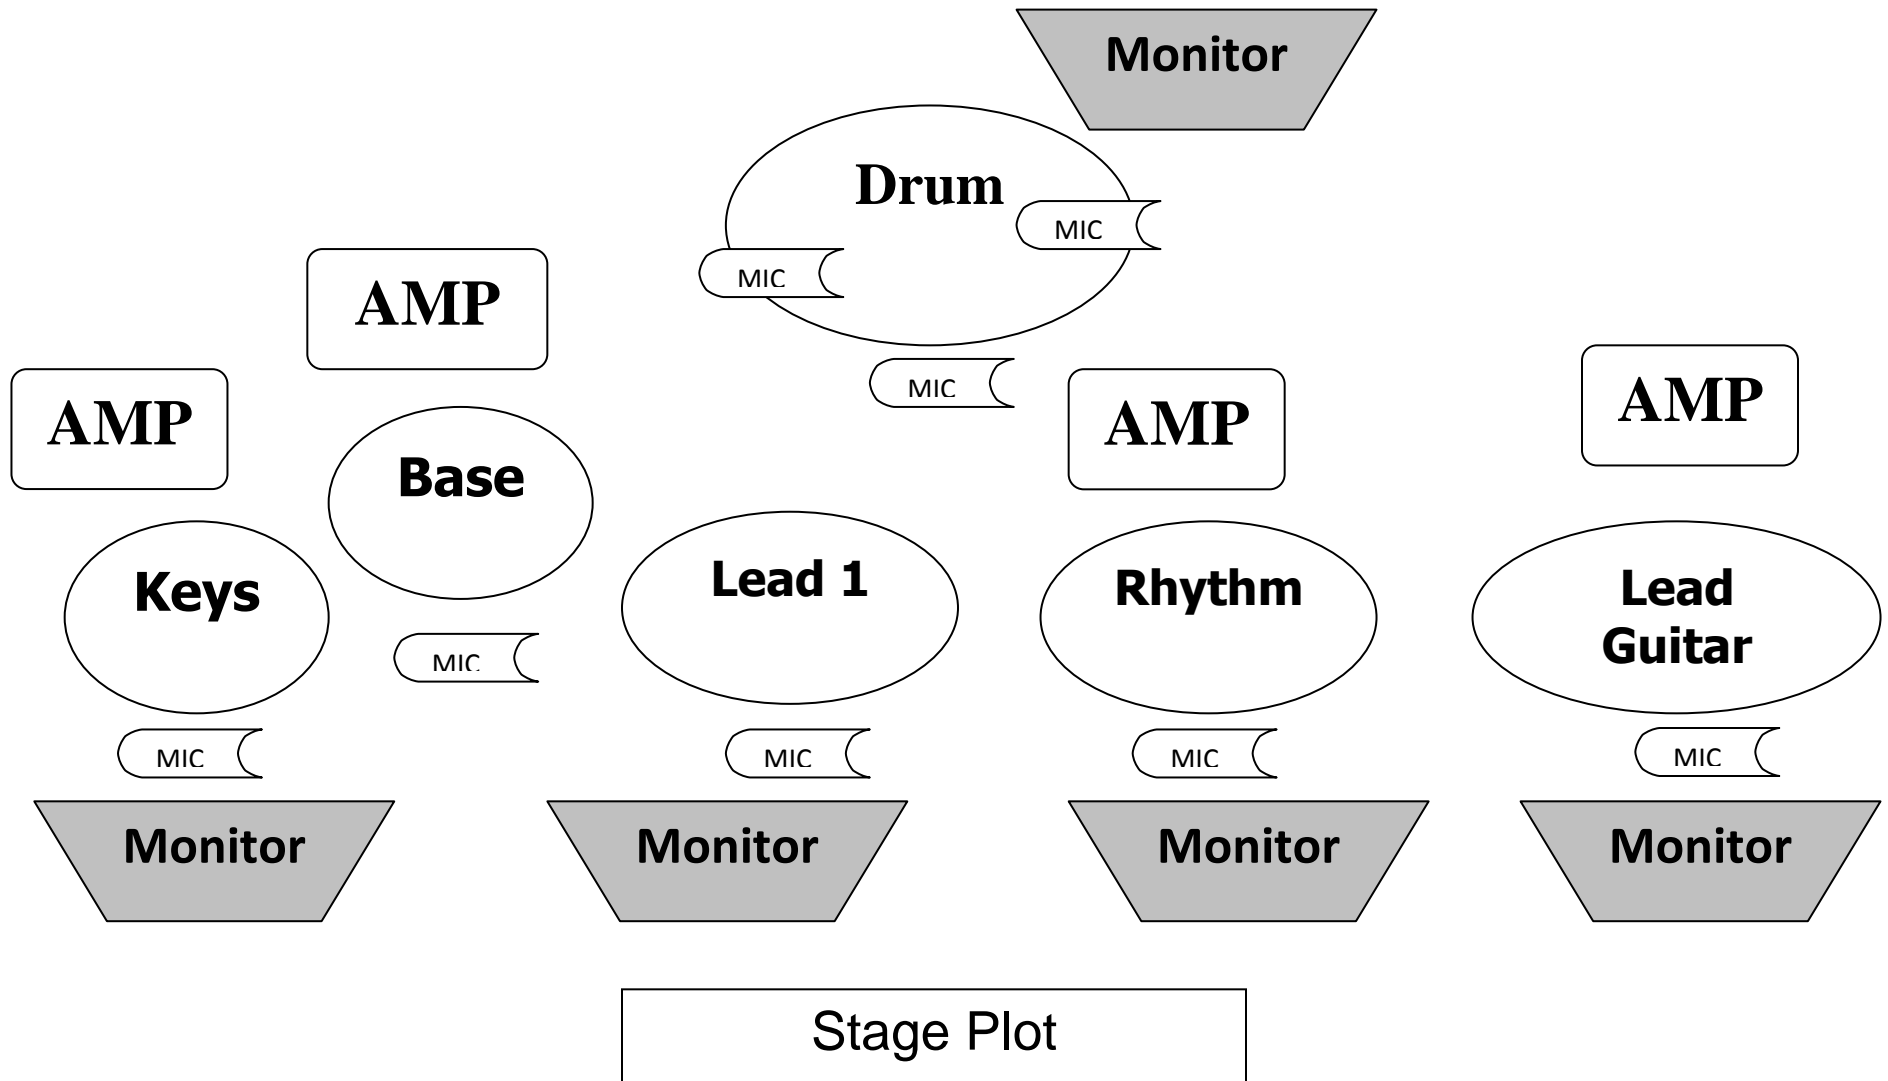 Monitor
Drum
MIC
MIC
AMP
MIC
AMP
AMP
AMP
Base
Lead 1
Keys
Rhythm
Lead
Guitar
MIC
MIC
MIC
MIC
MIC
Monitor
Monitor
Monitor
Monitor
Stage Plot